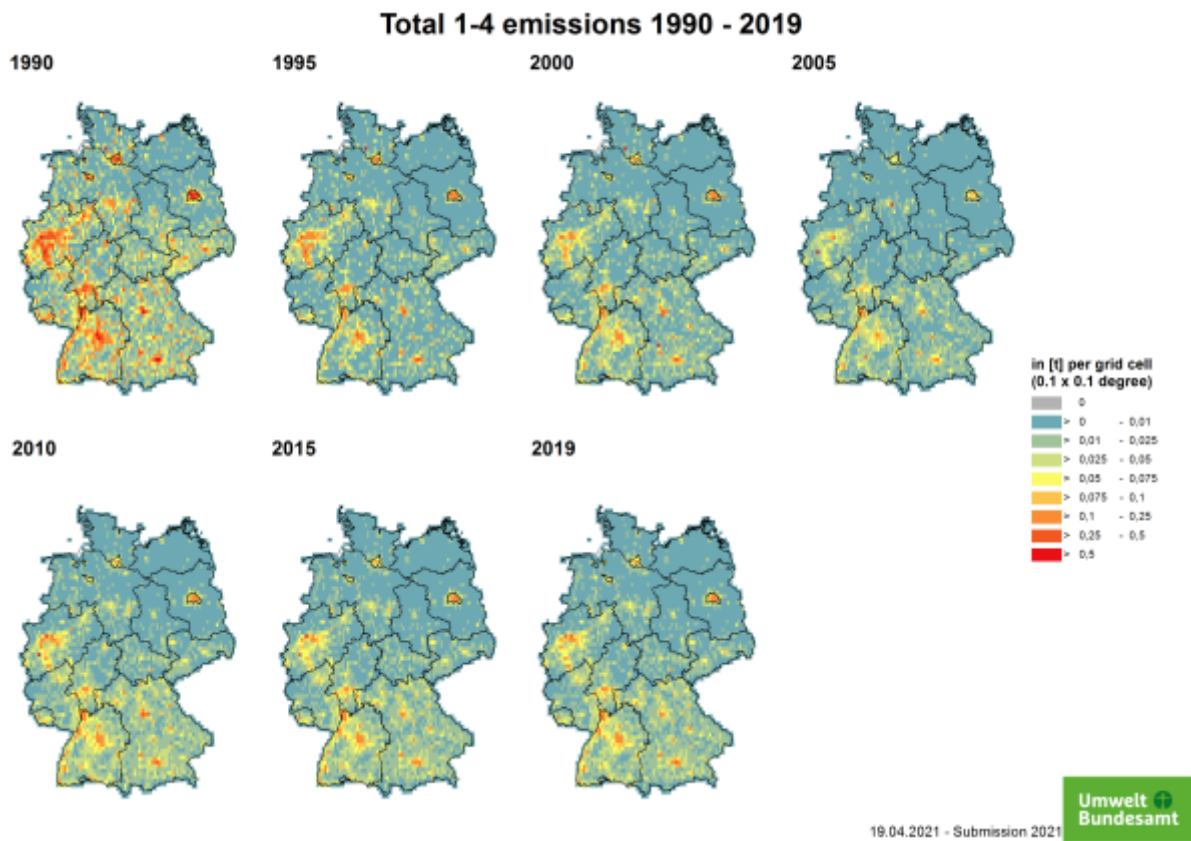 Total 1-4 emissions 1990 - 2019
1990
1995
2000
2005
2010
2015
2019
in [t] per grid cell
(0.1 x 0.1 degree)
0
> 0 - 0,01
> 0,01 - 0,025
> 0,025 - 0,05
> 0,05 - 0,075
> 0,075 - 0,1
> 0,1 - 0,25
> 0,25 - 0,5
> 0,5
19.04.2021 - Submission 2021
Umwelt
Bundesamt